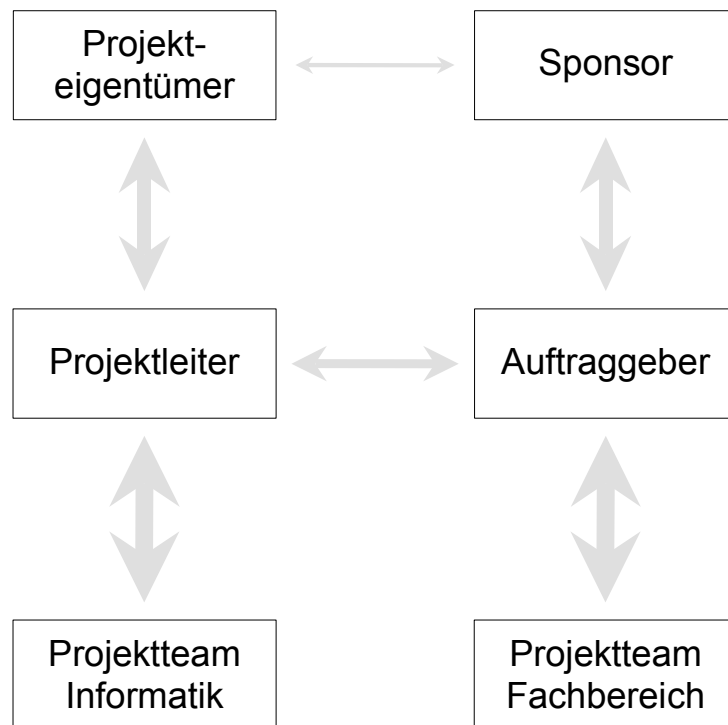 Projekt-
eigentümer
Sponsor
Projektleiter
Auftraggeber
Projektteam
Informatik
Projektteam
Fachbereich